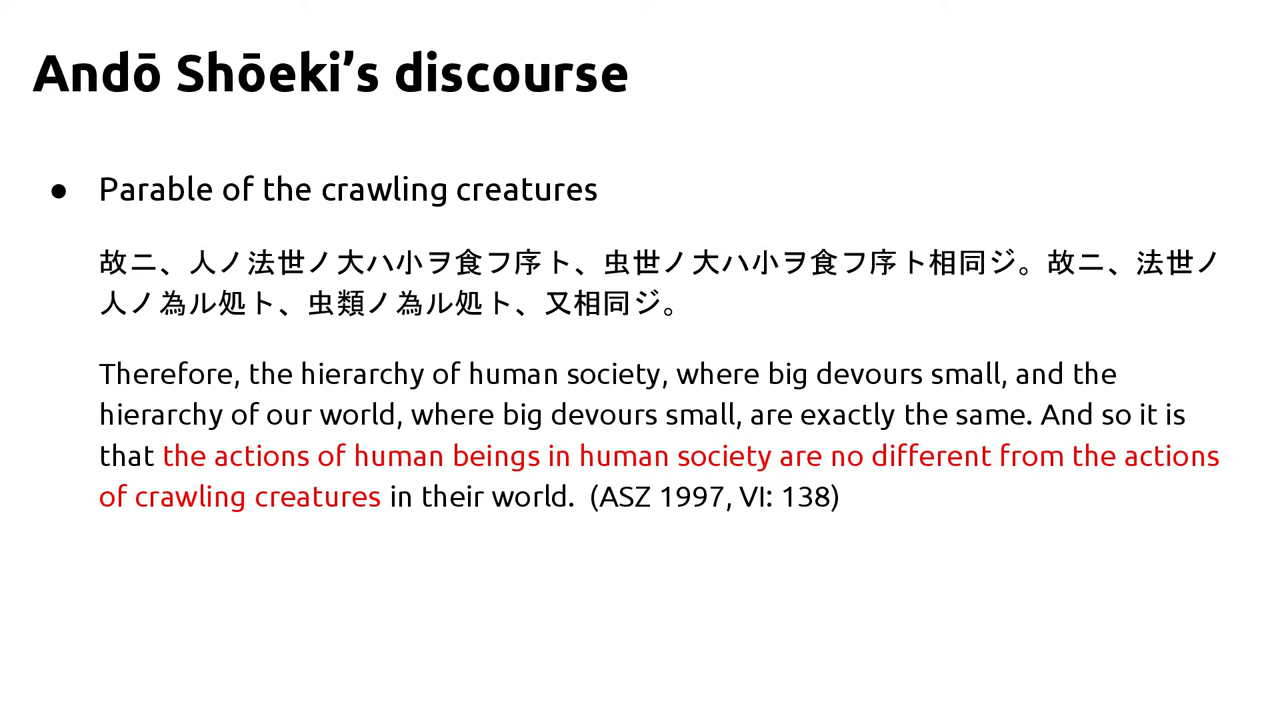 Andō Shōeki’s discourse
● Parable of the crawling creatures
故ニ、人ノ法世ノ大ハ小ヲ食フ序ト、虫世ノ大ハ小ヲ食フ序ト相同ジ。故ニ、法世ノ
人ノ為ル処ト、虫類ノ為ル処ト、又相同ジ。
Therefore, the hierarchy of human society, where big devours small, and the
hierarchy of our world, where big devours small, are exactly the same. And so it is
that the actions of human beings in human society are no different from the actions
of crawling creatures in their world.  (ASZ 1997, VI: 138)